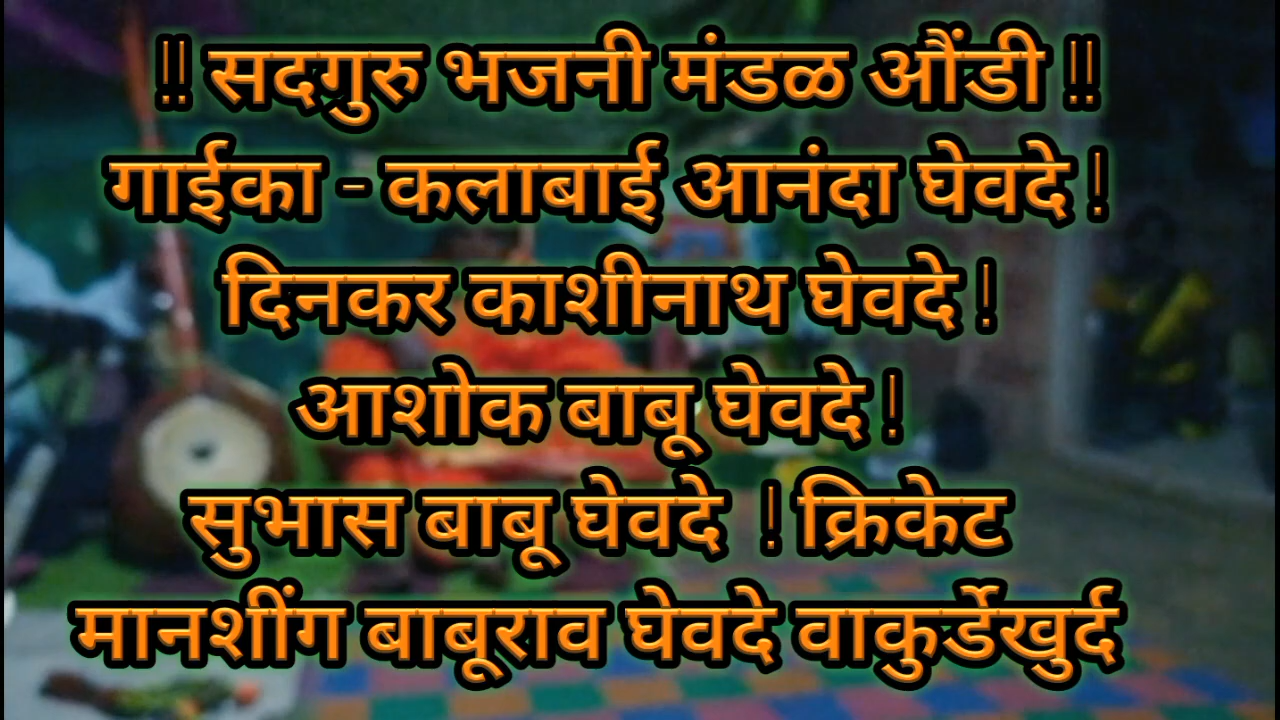 !! सदगुरु भजनी मंडळ औंडी !!
गाईका - कलाबाई आनंदा घेवदे !
दिनकर काशीनाथ घेवदे !
आशोक बाबू घेवदे !
सुभास बाबू घेवदे ! क्रिकेट
मानशींग बाबूराव घेवदे वाकुर्डेखुर्द